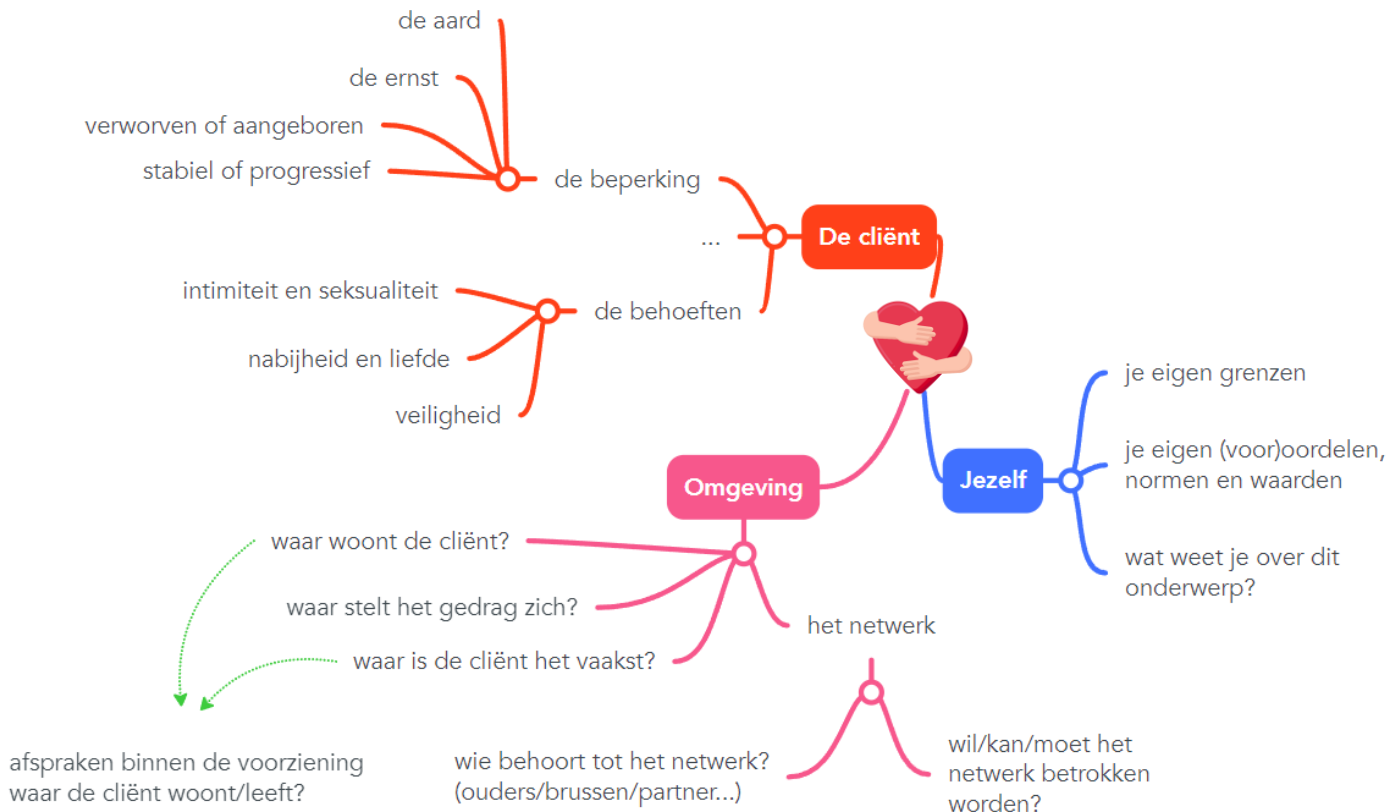 de aard
de ernst
verworven of aangeboren
stabiel of progressief
de beperking
...
De cliënt
intimiteit en seksualiteit
de behoeften
nabijheid en liefde
veiligheid
je eigen grenzen
je eigen (voor)oordelen,
normen en waarden
Jezelf
wat weet je over dit
onderwerp?
Omgeving
waar woont de cliënt?
waar stelt het gedrag zich?
waar is de cliënt het vaakst?
het netwerk
afspraken binnen de voorziening
waar de cliënt woont/leeft?
wie behoort tot het netwerk?
(ouders/brussen/partner...)
wil/kan/moet het
netwerk betrokken
worden?